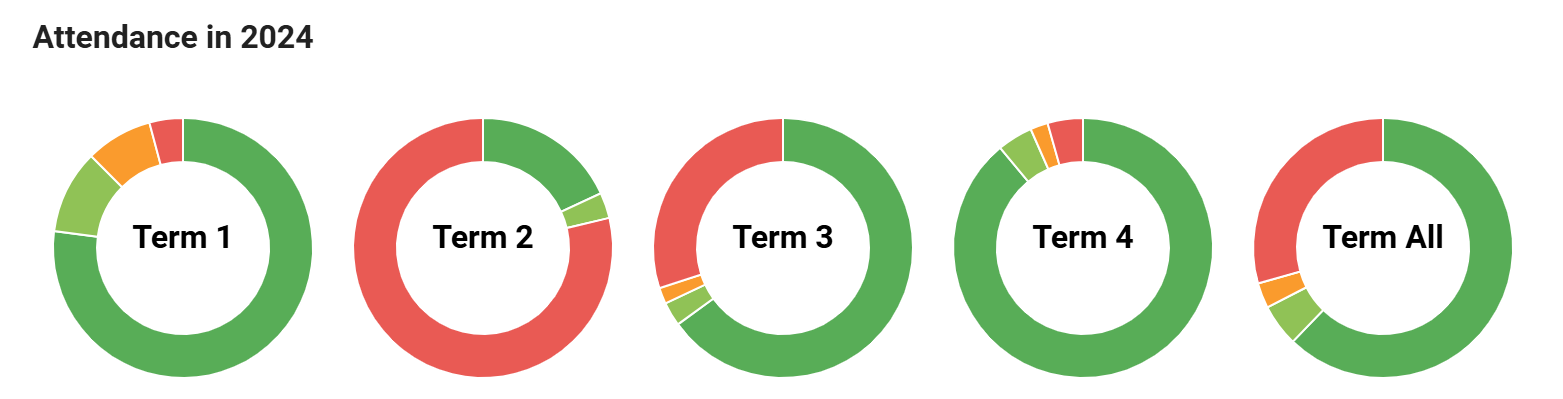 Attendance in 2024
Term 1
Term 2
Term 3
Term 4
Term All